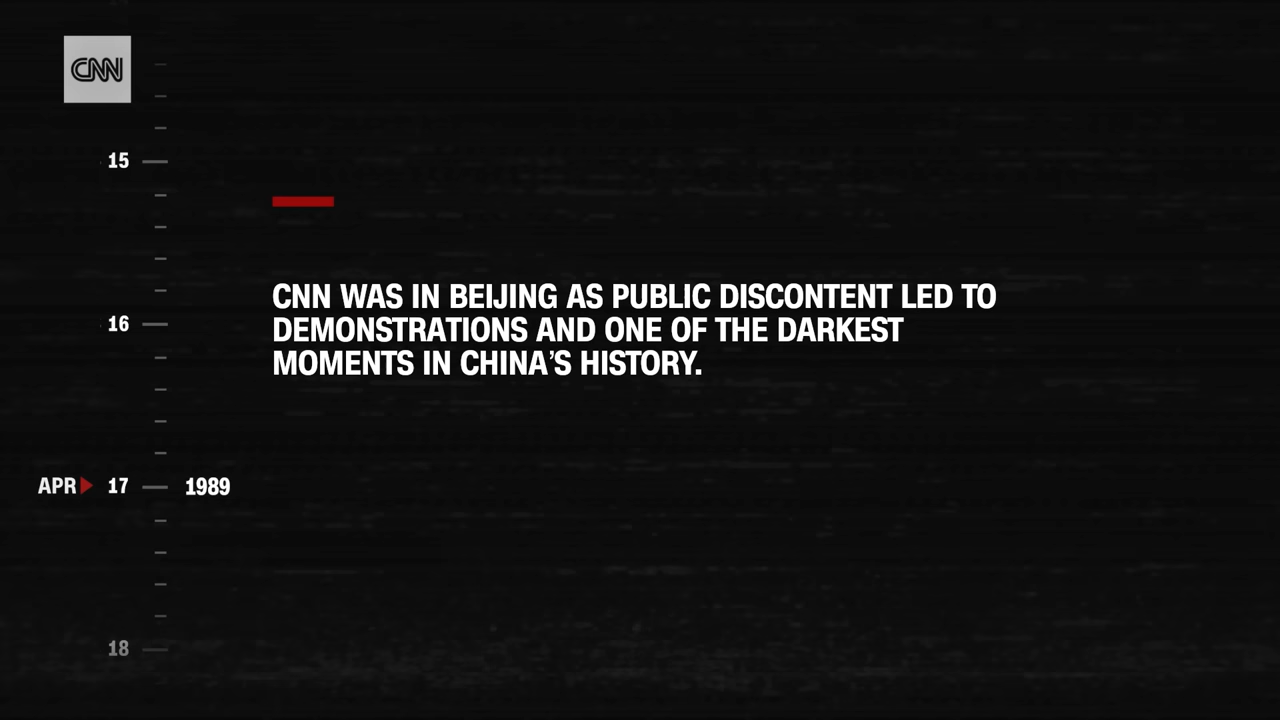 CNN
15
CNN WAS IN BEIJING AS PUBLIC DISCONTENT LED TO
DEMONSTRATIONS AND ONE OF THE DARKEST
MOMENTS IN CHINA'S HISTORY.
16
APR 17 1989
18